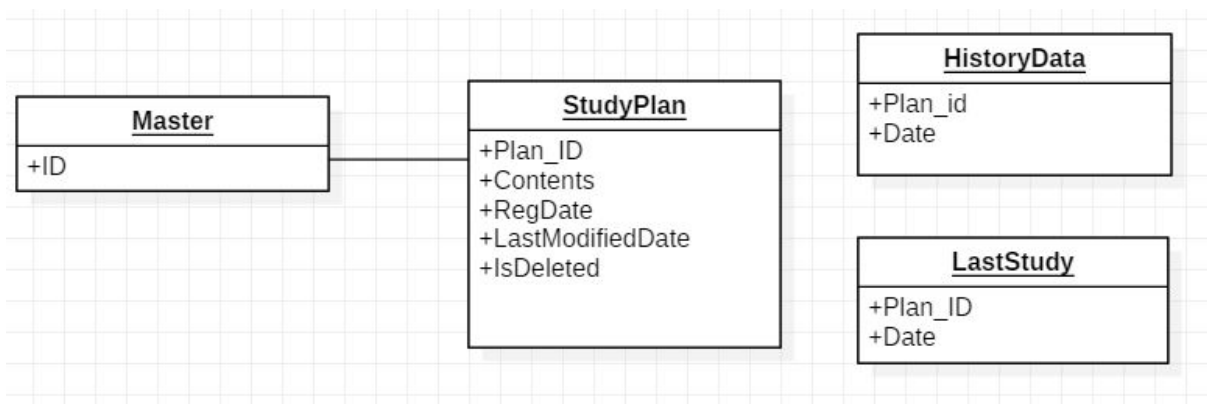 Master
+ID
StudyPlan
+Plan_ID
+Contents
+RegDate
+LastModifiedDate
+IsDeleted
HistoryData
+Plan_id
+Date
LastStudy
+Plan_ID
+Date